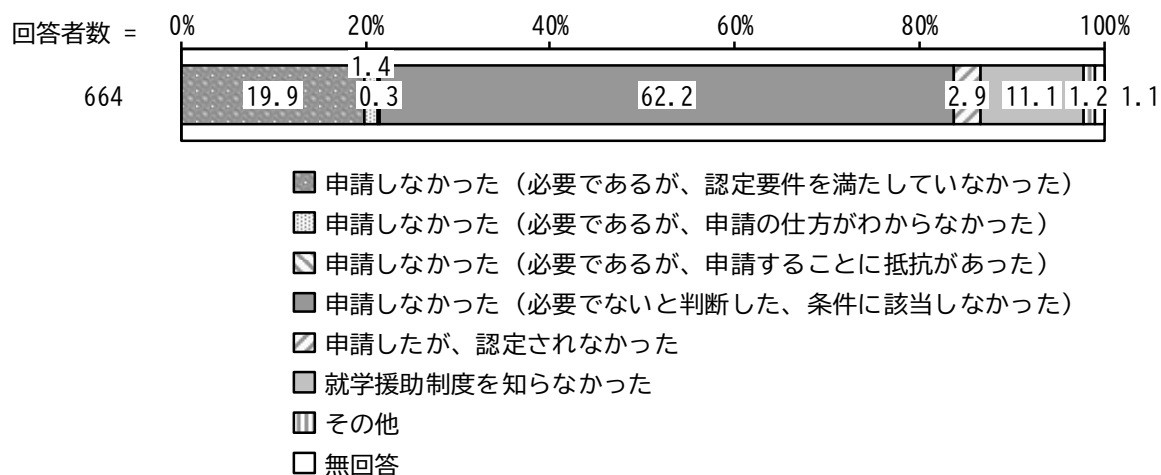 回答者数 = 0% 20% 40% 60% 80% 100%
664 19.9 1.4 0.3 62.2 2.9 11.1 1.2 1.1
申請しなかった（必要であるが、認定要件を満たしていなかった）
申請しなかった（必要であるが、申請の仕方がわからなかった）
申請しなかった（必要であるが、申請することに抵抗があった）
申請しなかった（必要でないと判断した、条件に該当しなかった）
申請したが、認定されなかった
就学援助制度を知らなかった
その他
無回答